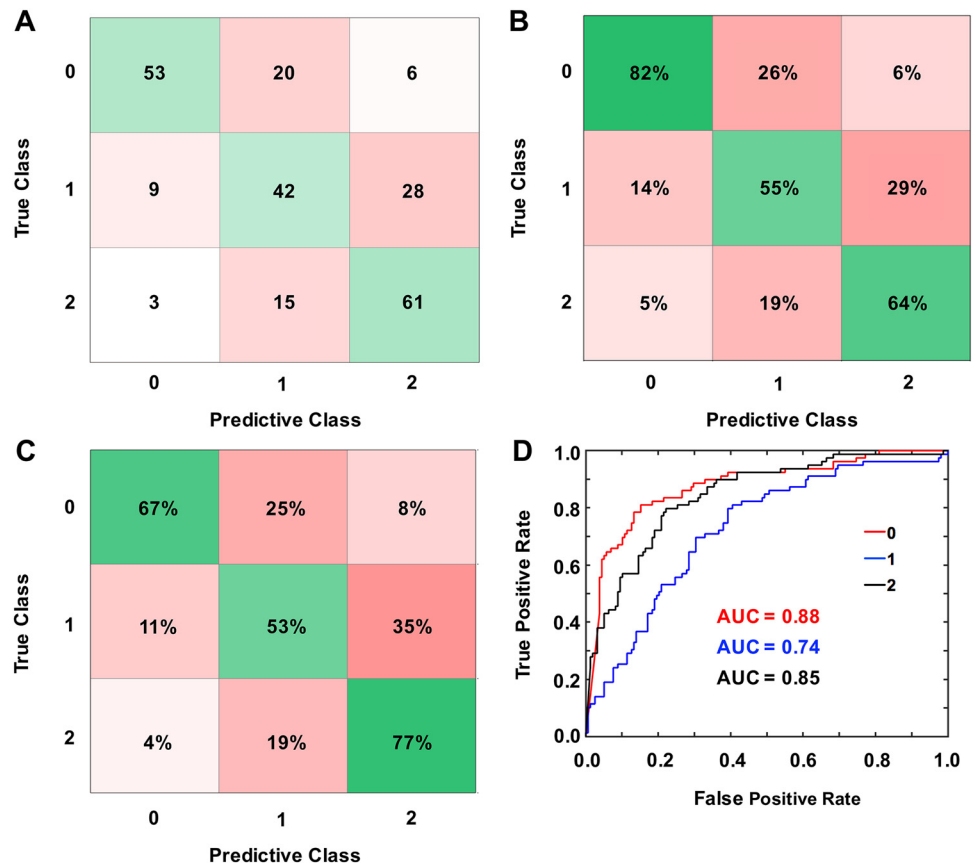 A
0 53 20 6
1 9 42 28
2 3 15 61
True Class
0 1 2
Predictive Class
B
0 82% 26% 6%
1 14% 55% 29%
2 5% 19% 64%
True Class
0 1 2
Predictive Class
C
0 67% 25% 8%
1 11% 53% 35%
2 4% 19% 77%
True Class
0 1 2
Predictive Class
D
1.0
0.8
0.6
0.4
0.2
0.0
True Positive Rate
0
1
2
AUC = 0.88
AUC = 0.74
AUC = 0.85
0.0 0.2 0.4 0.6 0.8 1.0
False Positive Rate